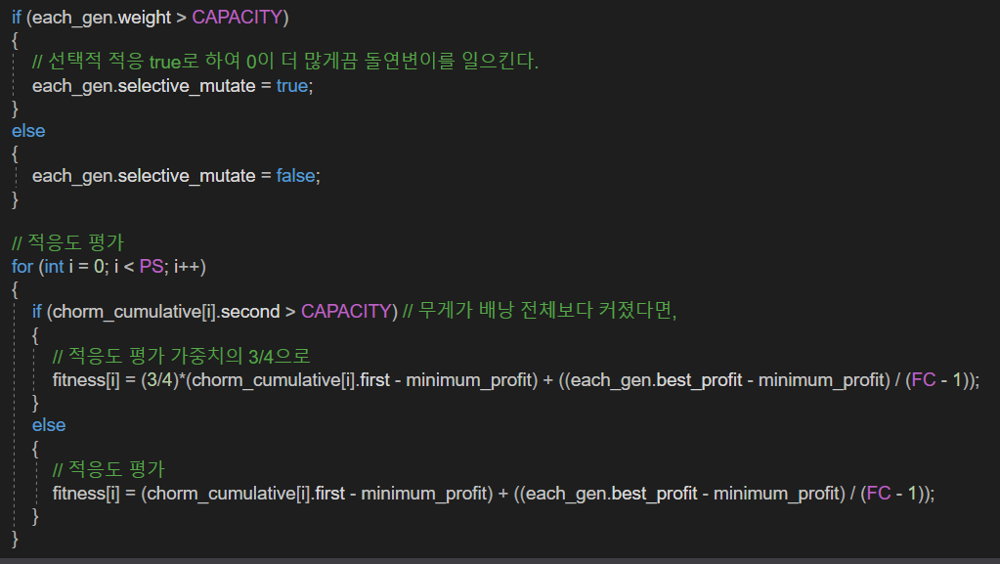 if (each_gen.weight > CAPACITY)
{
// 선택적 적응 true로 하여 0이 더 많게끔 돌연변이를 일으킨다.
each_gen.selective_mutate = true;
}
else
{
each_gen.selective_mutate = false;
}
// 적응도 평가
for (int i = 0; i < PS; i++)
{
if (chorm_cumulative[i].second > CAPACITY) // 무게가 배낭 전체보다 커졌다면,
{
// 적응도 평가 가중치의 3/4으로
fitness[i] = (3/4)*(chorm_cumulative[i].first - minimum_profit) + ((each_gen.best_profit - minimum_profit) / (FC - 1));
}
else
{
// 적응도 평가
fitness[i] = (chorm_cumulative[i].first - minimum_profit) + ((each_gen.best_profit - minimum_profit) / (FC - 1));
}
}